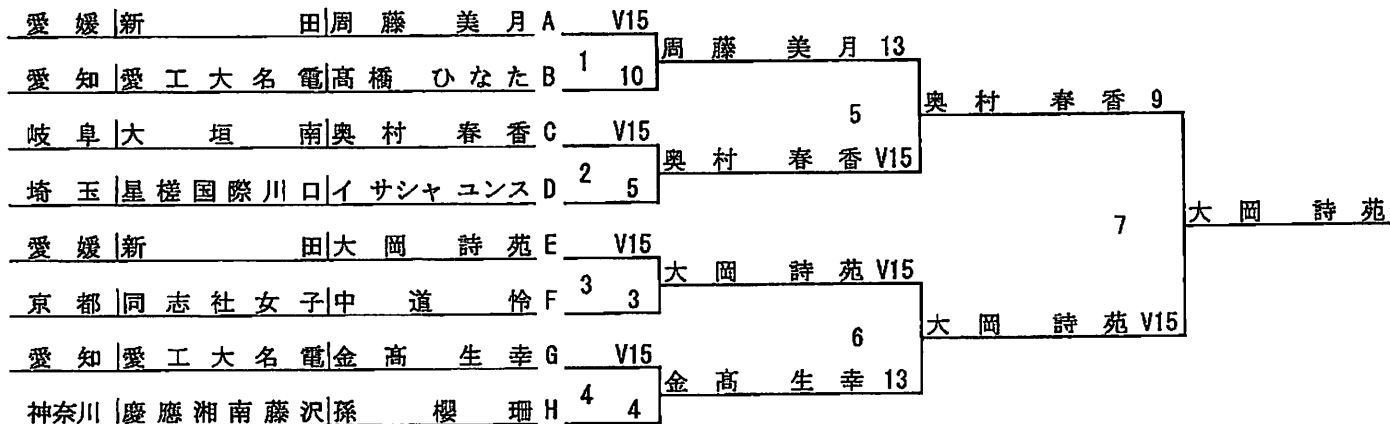 愛媛 新田 周藤美月 A V15
周藤美月 13
1
愛知 愛工大名電 髙橋ひなた B 10
奥村春香 9
5
岐阜 大垣南 奥村春香 C V15
奥村春香 V15
2
埼玉 星槎国際川口 イサシャユンス D 5
7
大岡詩苑
愛媛 新田 大岡詩苑 E V15
大岡詩苑 V15
3
京都 同志社女子 中道怜 F 3
大岡詩苑 V15
6
愛知 愛工大名電 金髙生幸 G V15
金髙生幸 13
4
神奈川 慶應湘南藤沢 孫櫻珊 H 4